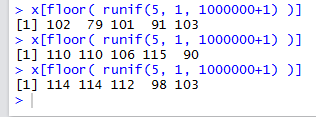 > x[floor( runif(5, 1, 1000000+1) )]
[1] 102  79 101  91 103
> x[floor( runif(5, 1, 1000000+1) )]
[1] 110 110 106 115  90
> x[floor( runif(5, 1, 1000000+1) )]
[1] 114 114 112  98 103
>